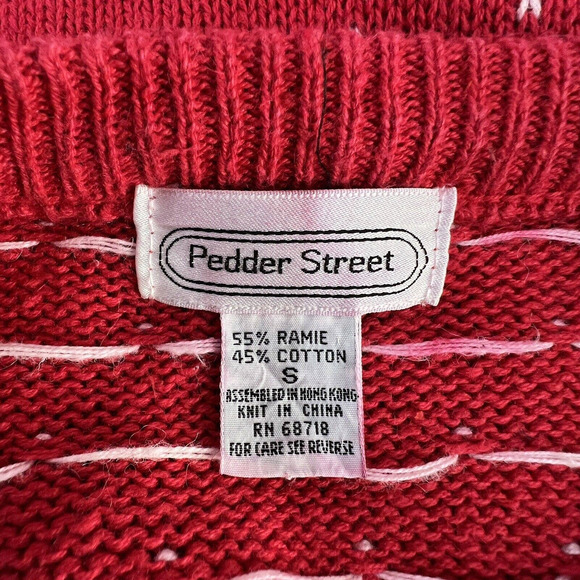 Pedder Street
55% RAMIE
45% COTTON
S
ASSEMBLED IN HONG KONG
KNIT IN CHINA
RN 68718
FOR CARE SEE REVERSE